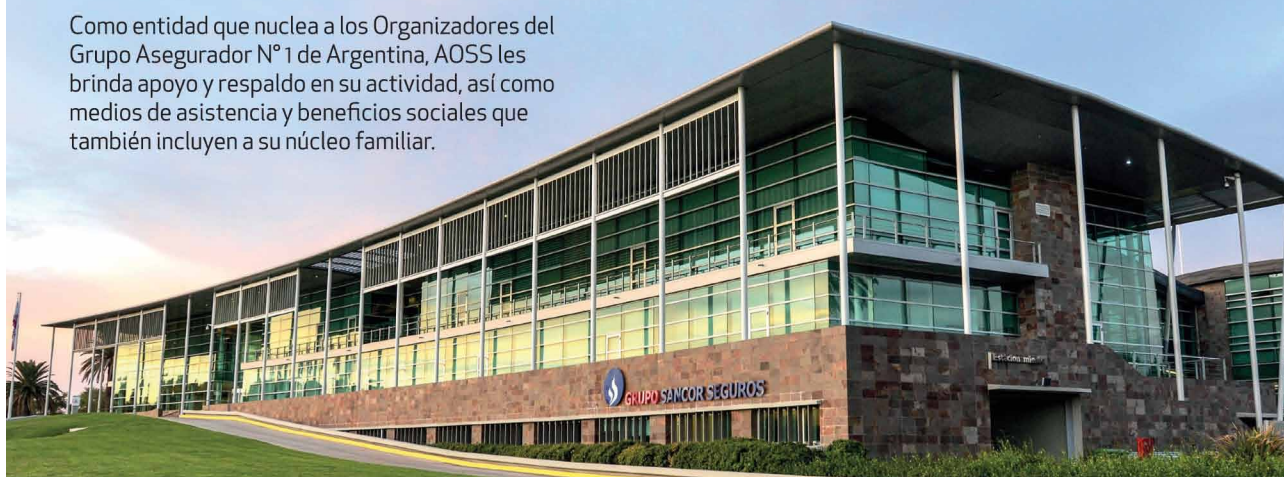 Como entidad que nuclea a los Organizadores del
Grupo Asegurador N° 1 de Argentina, AOSS les
brinda apoyo y respaldo en su actividad, así como
medios de asistencia y beneficios sociales que
también incluyen a su núcleo familiar.
GRUPO SANCOR SEGUROS